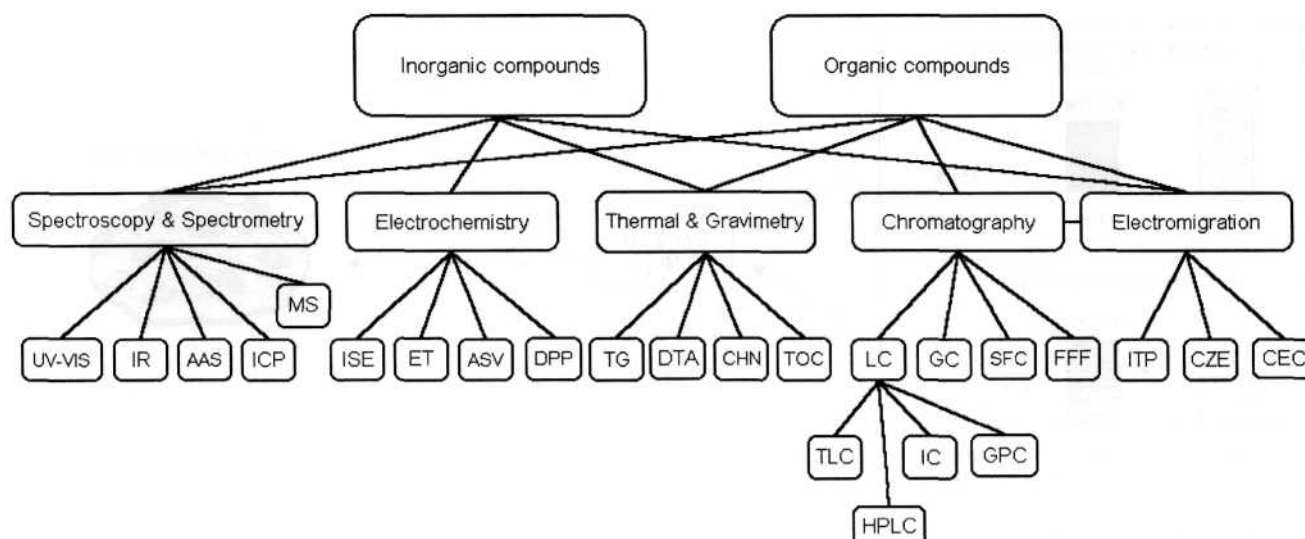 Inorganic compounds
Organic compounds
Spectroscopy & Spectrometry
Electrochemistry
Thermal & Gravimetry
Chromatography
Electromigration
MS
UV-VIS
IR
AAS
ICP
ISE
ET
ASV
DPP
TG
DTA
CHN
TOC
LC
GC
SFC
FFF
ITP
CZE
CEC
TLC
IC
GPC
HPLC